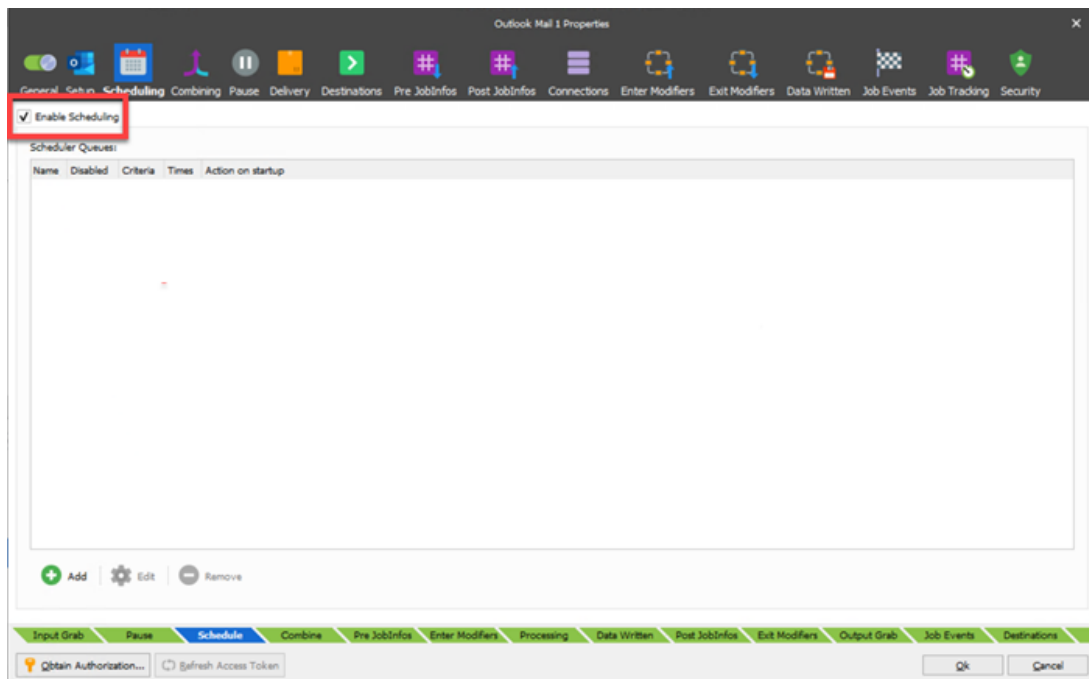 Outlook Mail 1 Properties
General Setup Scheduling Combining Pause Delivery Destinations Pre JobInfos Post JobInfos Connections Enter Modifiers Exit Modifiers Data Written Job Events Job Tracking Security
Enable Scheduling
Scheduler Queues:
Name Disabled Criteria Times Action on startup
Add Edit Remove
Input Grab Pause Schedule Combine Pre JobInfos Enter Modifiers Processing Data Written Post JobInfos Exit Modifiers Output Grab Job Events Destinations
Obtain Authorization... Refresh Access Token Ok Cancel